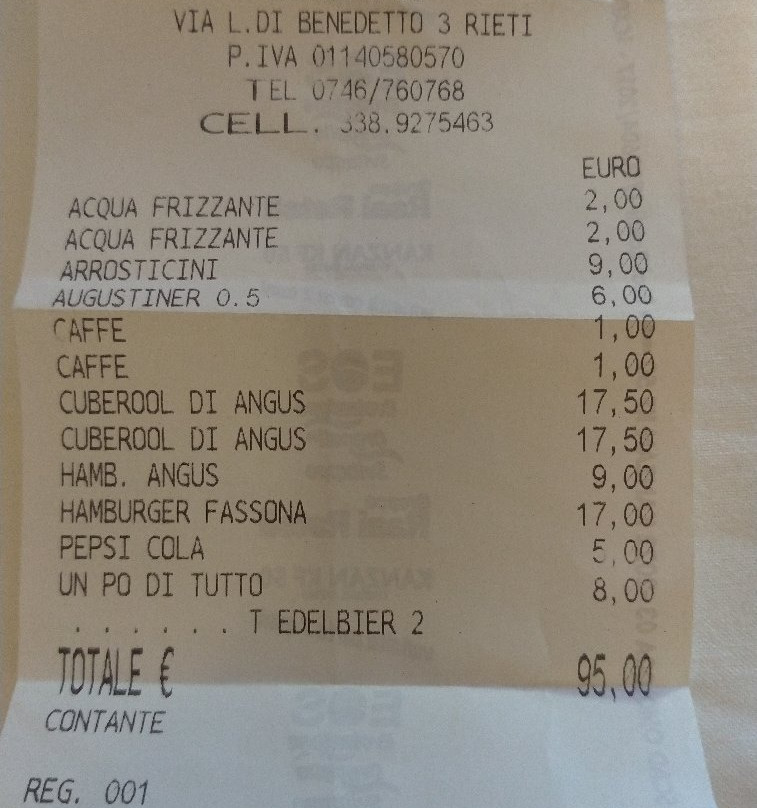 VIA L.DI BENEDETTO 3 RIETI
P.IVA 01140580570
TEL 0746/760768
CELL. 338.9275463
EURO
ACQUA FRIZZANTE 2,00
ACQUA FRIZZANTE 2,00
ARROSTICINI 9,00
AUGUSTINER 0.5 6,00
CAFFE 1,00
CAFFE 1,00
CUBEROOL DI ANGUS 17,50
CUBEROOL DI ANGUS 17,50
HAMB. ANGUS 9,00
HAMBURGER FASSONA 17,00
PEPSI COLA 5,00
UN PO DI TUTTO 8,00
. . . . . . T EDELBIER 2
TOTALE € 95,00
CONTANTE
REG. 001